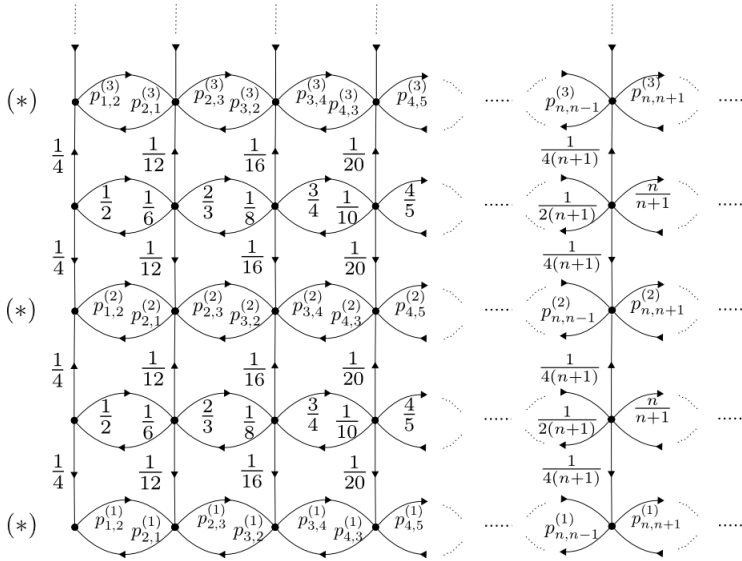 (*) p_{1,2}^{(3)} p_{2,1}^{(3)} p_{2,3}^{(3)} p_{3,2}^{(3)} p_{3,4}^{(3)} p_{4,3}^{(3)} p_{4,5}^{(3)} ...... p_{n,n-1}^{(3)} p_{n,n+1}^{(3)} ......
1/4 1/12 1/16 1/20 1/4(n+1)
1/2 1/6 2/3 1/8 3/4 1/10 4/5 ...... 1/2(n+1) n/n+1 ......
1/4 1/12 1/16 1/20 1/4(n+1)
(*) p_{1,2}^{(2)} p_{2,1}^{(2)} p_{2,3}^{(2)} p_{3,2}^{(2)} p_{3,4}^{(2)} p_{4,3}^{(2)} p_{4,5}^{(2)} ...... p_{n,n-1}^{(2)} p_{n,n+1}^{(2)} ......
1/4 1/12 1/16 1/20 1/4(n+1)
1/2 1/6 2/3 1/8 3/4 1/10 4/5 ...... 1/2(n+1) n/n+1 ......
1/4 1/12 1/16 1/20 1/4(n+1)
(*) p_{1,2}^{(1)} p_{2,1}^{(1)} p_{2,3}^{(1)} p_{3,2}^{(1)} p_{3,4}^{(1)} p_{4,3}^{(1)} p_{4,5}^{(1)} ...... p_{n,n-1}^{(1)} p_{n,n+1}^{(1)} ......